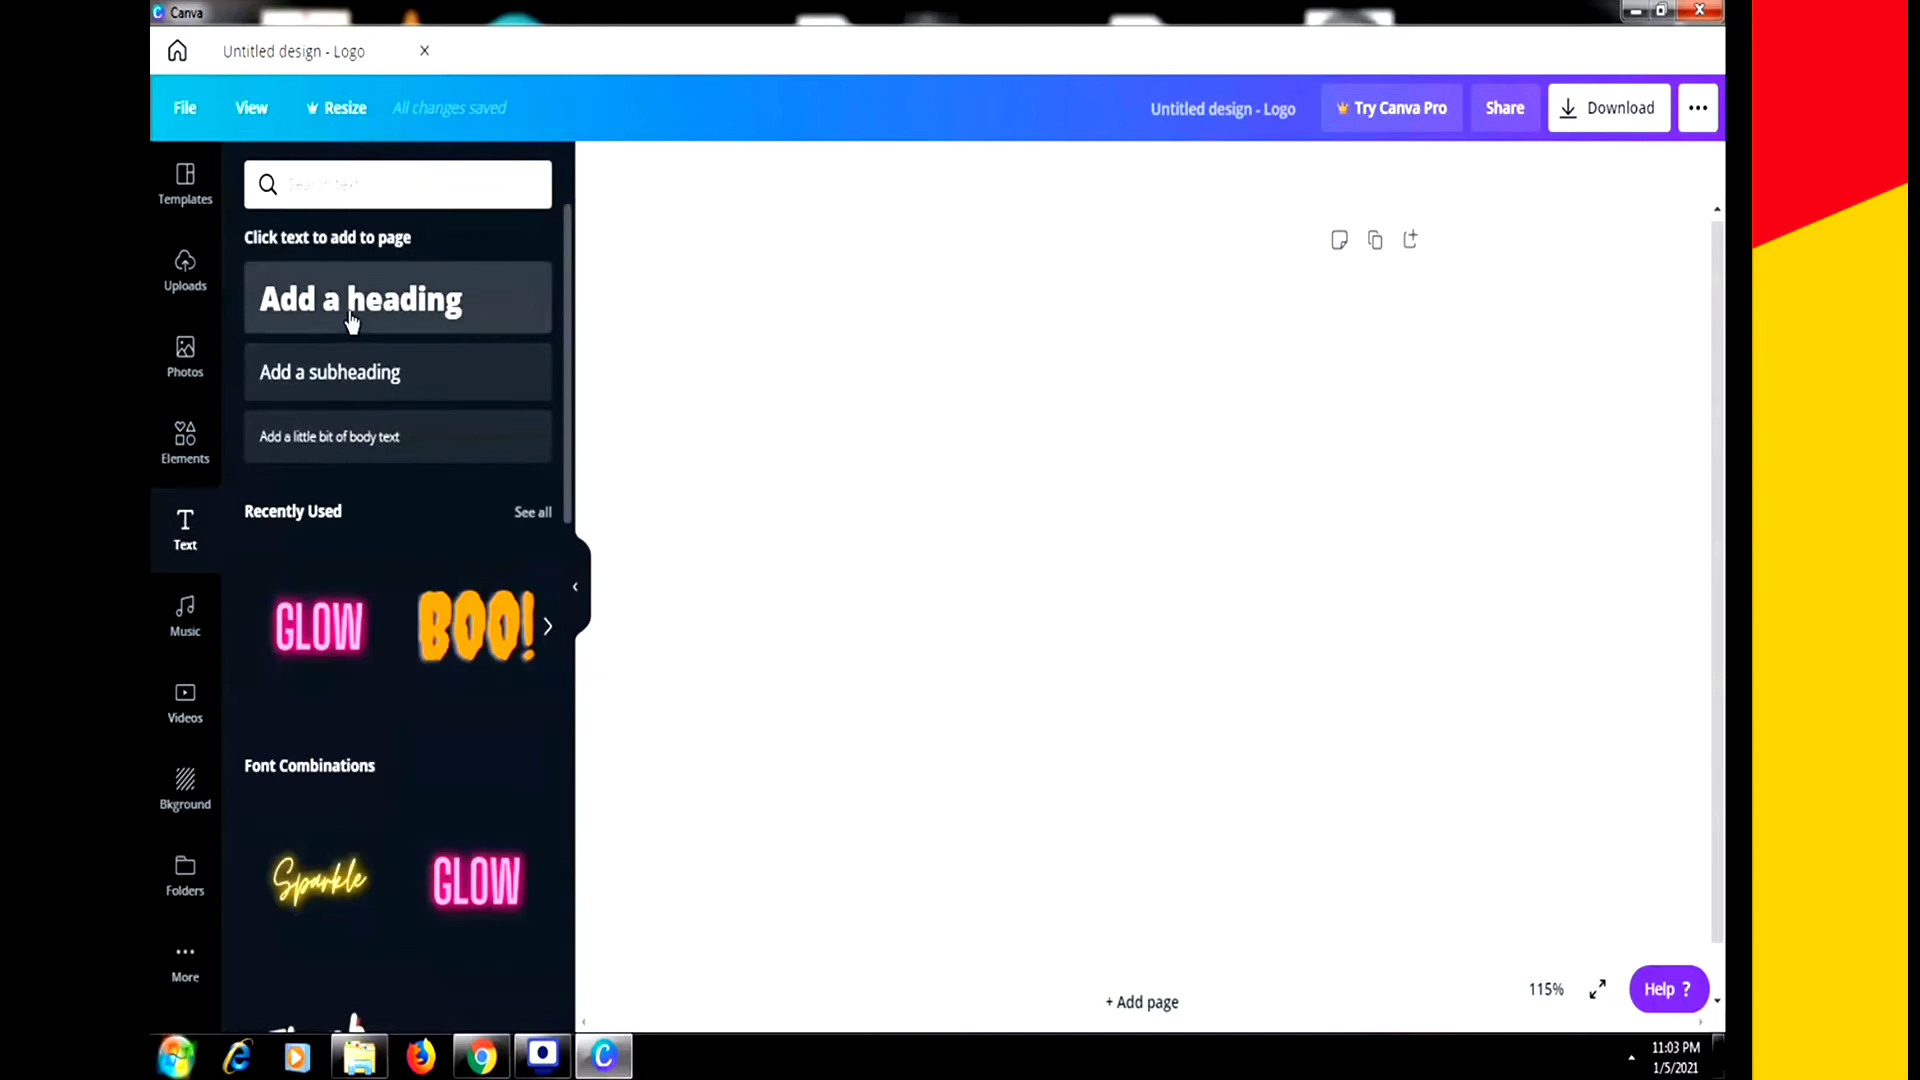 Canva
Untitled design - Logo
File View Resize All changes saved Untitled design - Logo Try Canva Pro Share Download
Templates
Uploads
Photos
Elements
Text
Music
Videos
Bkground
Folders
More
Search text
Click text to add to page
Add a heading
Add a subheading
Add a little bit of body text
Recently Used See all
GLOW BOO!
Font Combinations
Sparkle GLOW
+ Add page
115%
Help ?
11:03 PM
1/5/2021